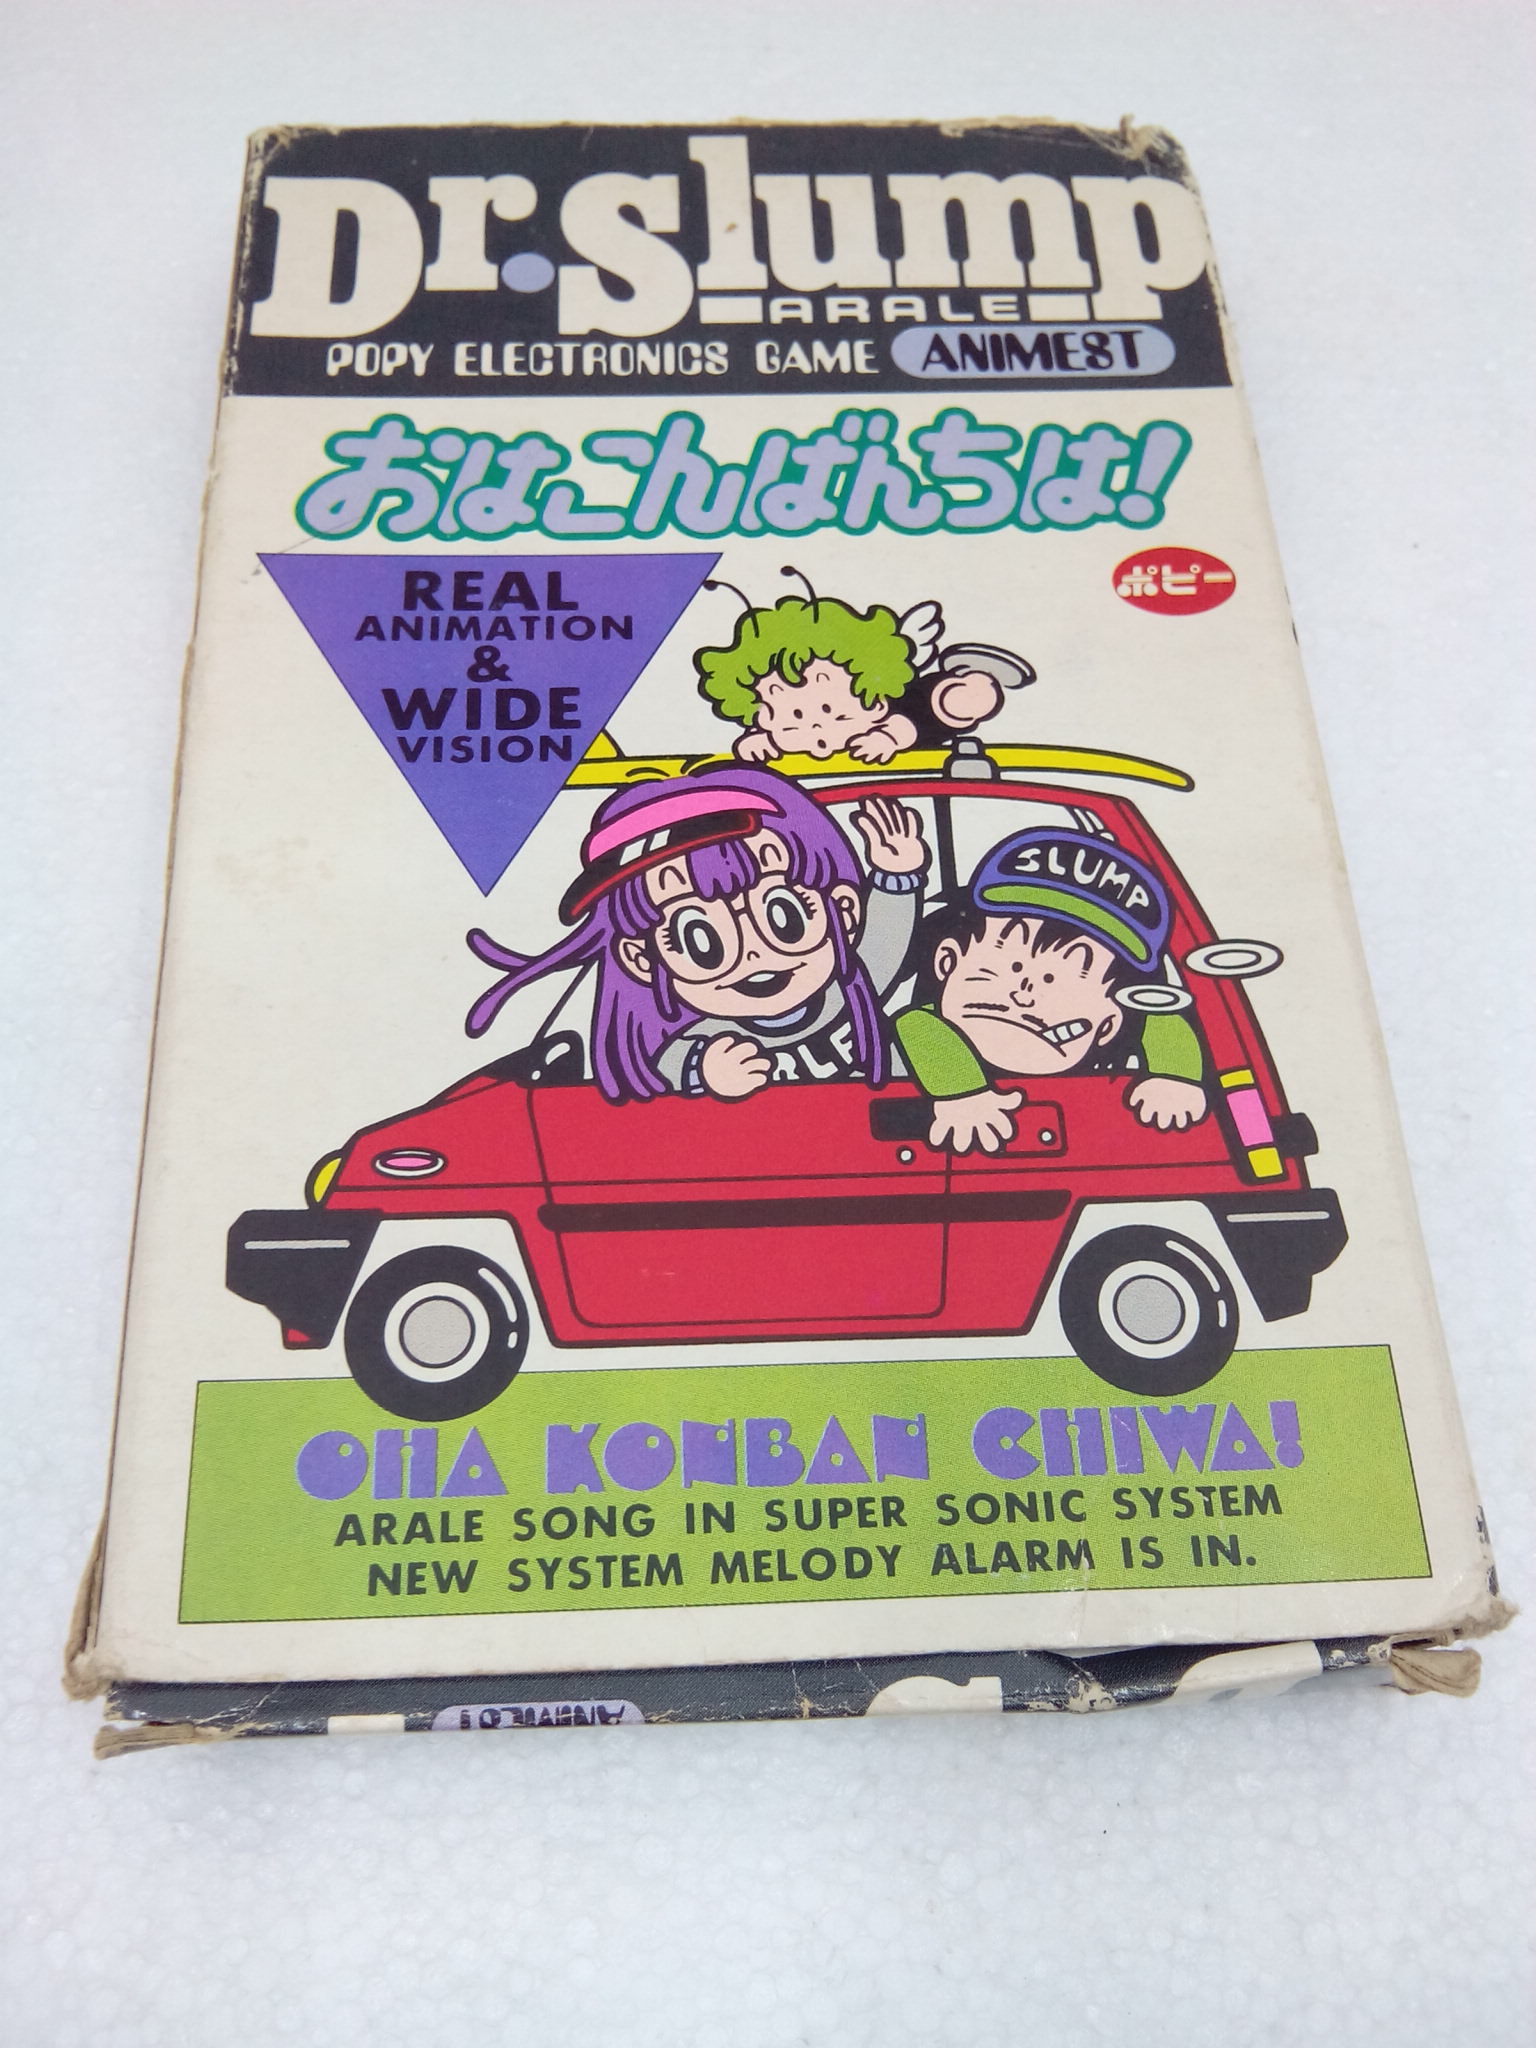 Dr.Slump
ARALE
POPY ELECTRONICS GAME ANIMEST
おはこんばんちは!
REAL
ANIMATION
&
WIDE
VISION
ポピー
SLUMP
RLE
OHA KONBAN CHIWA!
ARALE SONG IN SUPER SONIC SYSTEM
NEW SYSTEM MELODY ALARM IS IN.
ANIMEST